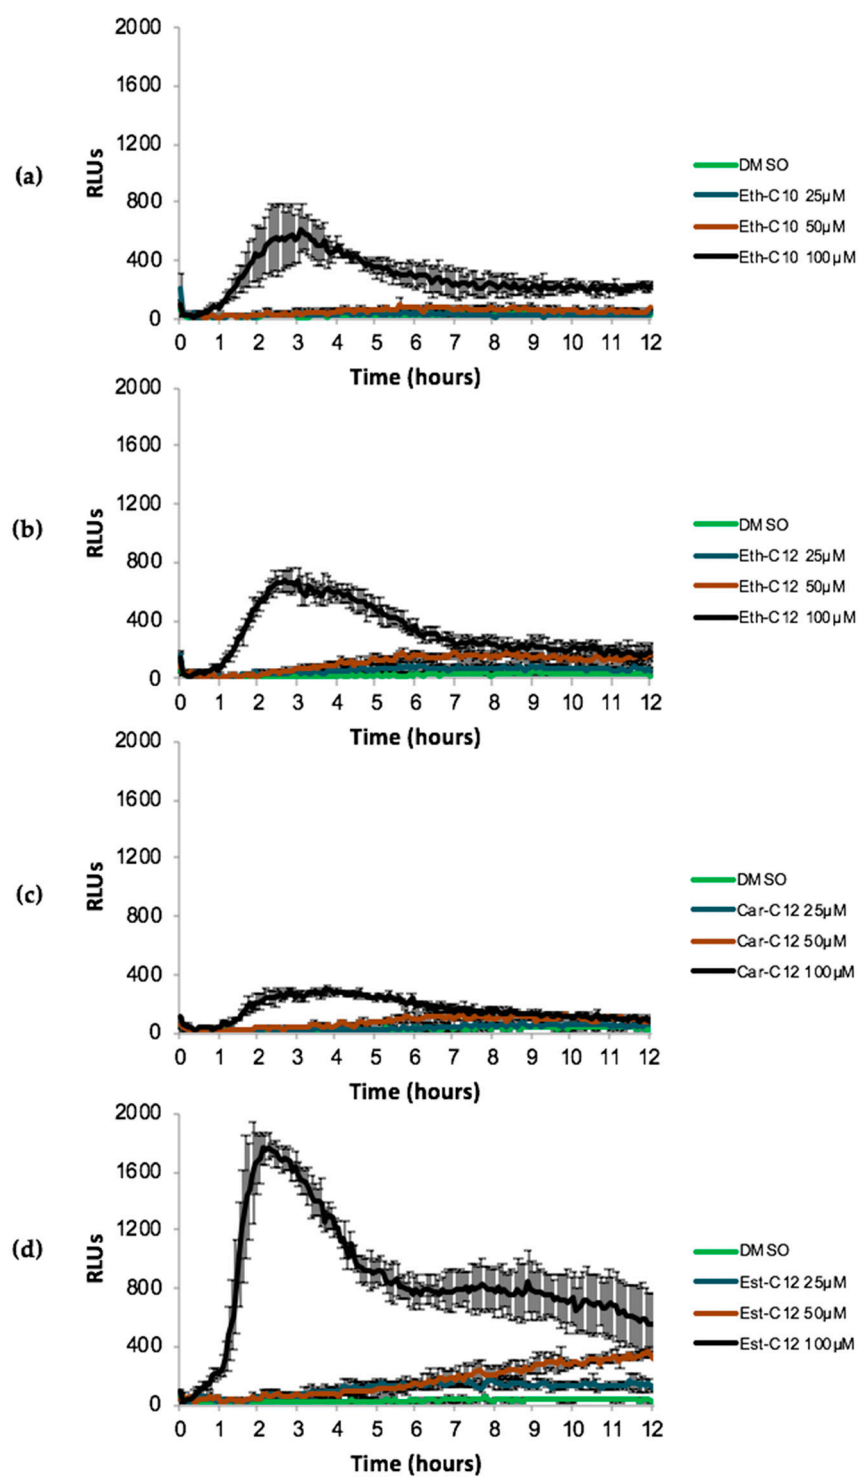 2000
1600
1200
800
400
0
RLUs
(a)
0 1 2 3 4 5 6 7 8 9 10 11 12
Time (hours)
DMSO
Eth-C10 25µM
Eth-C10 50µM
Eth-C10 100µM
2000
1600
1200
800
400
0
RLUs
(b)
0 1 2 3 4 5 6 7 8 9 10 11 12
Time (hours)
DMSO
Eth-C12 25µM
Eth-C12 50µM
Eth-C12 100µM
2000
1600
1200
800
400
0
RLUs
(c)
0 1 2 3 4 5 6 7 8 9 10 11 12
Time (hours)
DMSO
Car-C12 25µM
Car-C12 50µM
Car-C12 100µM
2000
1600
1200
800
400
0
RLUs
(d)
0 1 2 3 4 5 6 7 8 9 10 11 12
Time (hours)
DMSO
Est-C12 25µM
Est-C12 50µM
Est-C12 100µM